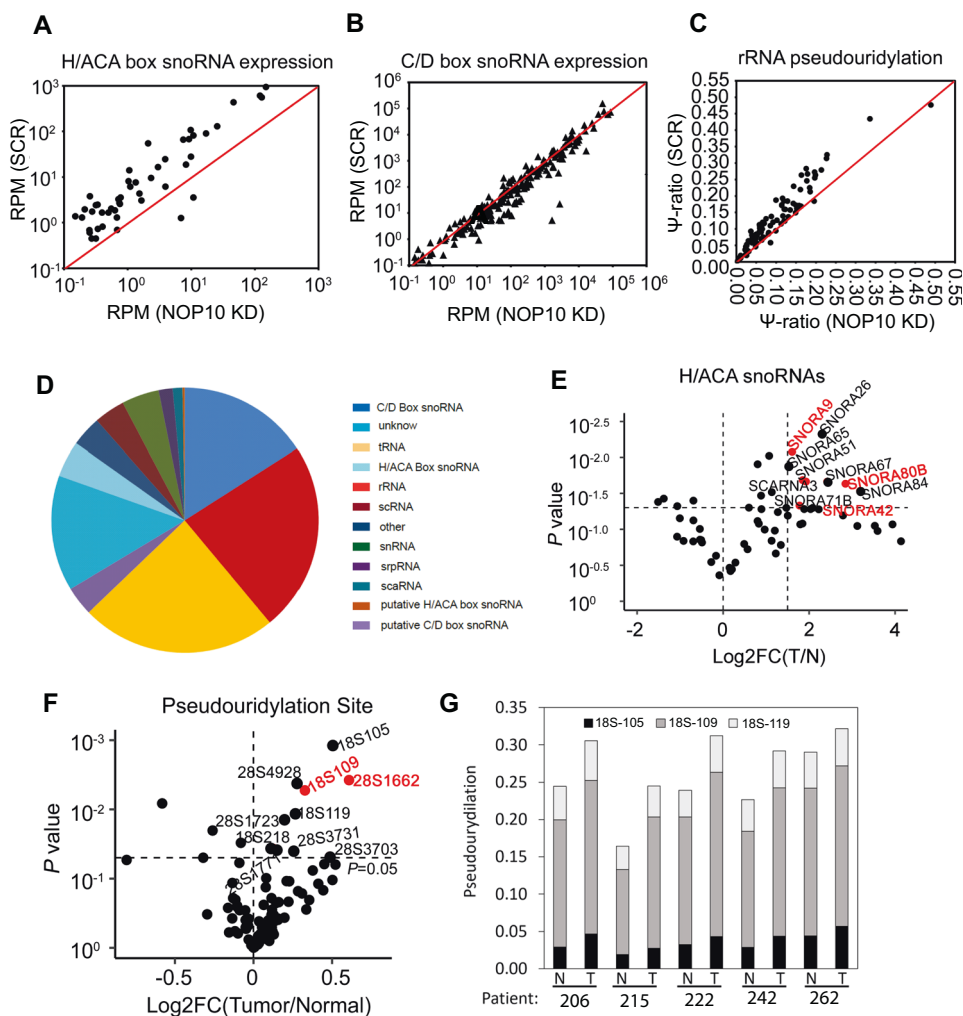 A
H/ACA box snoRNA expression
RPM (SCR)
10³
10²
10¹
10⁰
10⁻¹
10⁻¹ 10⁰ 10¹ 10² 10³
RPM (NOP10 KD)
B
C/D box snoRNA expression
RPM (SCR)
10⁶
10⁵
10⁴
10³
10²
10¹
10⁰
10⁻¹
10⁻¹ 10⁰ 10¹ 10² 10³ 10⁴ 10⁵ 10⁶
RPM (NOP10 KD)
C
rRNA pseudouridylation
Ψ-ratio (SCR)
0.55
0.50
0.45
0.40
0.35
0.30
0.25
0.20
0.15
0.10
0.05
0.00
0.00 0.05 0.10 0.15 0.20 0.25 0.30 0.35 0.40 0.45 0.50 0.55
Ψ-ratio (NOP10 KD)
D
C/D Box snoRNA
unknow
tRNA
H/ACA Box snoRNA
rRNA
scRNA
other
snRNA
srpRNA
scaRNA
putative H/ACA box snoRNA
putative C/D box snoRNA
E
H/ACA snoRNAs
P value
10⁻²·⁵
10⁻²·⁰
10⁻¹·⁵
10⁻¹·⁰
10⁻⁰·⁵
10⁰
SNORA9
SNORA26
SNORA65
SNORA51
SNORA67
SNORA80B
SCARNA3
SNORA84
SNORA71B
SNORA42
-2 0 2 4
Log2FC(T/N)
F
Pseudouridylation Site
P value
10⁻³
10⁻²
10⁻¹
10⁰
18S105
28S4928
18S109
28S1662
18S119
28S1723
18S218
28S3731
28S3703
28S1771
P=0.05
-0.5 0 0.5
Log2FC(Tumor/Normal)
G
18S-105 18S-109 18S-119
Pseudourydilation
0.35
0.30
0.25
0.20
0.15
0.10
0.05
0.00
N T N T N T N T N T
Patient: 206 215 222 242 262